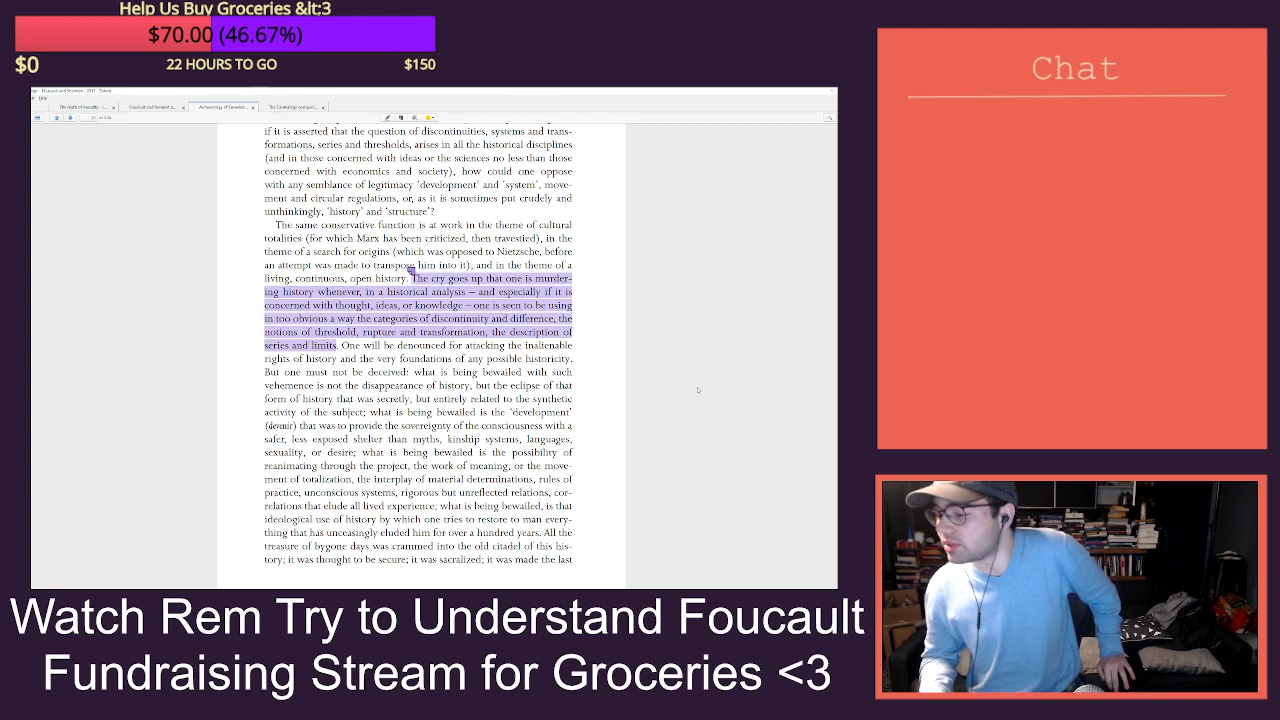 Help Us Buy Groceries &lt;3
$70.00 (46.67%)
$0
22 HOURS TO GO
$150
Foucault and Sheridan - 2013 - Zotero
Help
The myth of morality - J...
Foucault and feminist p...
Archaeology of Knowled...
The Cambridge compani...
if it is asserted that the question of discontinuities, systems and trans-
formations, series and thresholds, arises in all the historical disciplines
(and in those concerned with ideas or the sciences no less than those
concerned with economics and society), how could one oppose
with any semblance of legitimacy ‘development’ and ‘system’, move-
ment and circular regulations, or, as it is sometimes put crudely and
unthinkingly, ‘history’ and ‘structure’?
The same conservative function is at work in the theme of cultural
totalities (for which Marx has been criticized, then travestied), in the
theme of a search for origins (which was opposed to Nietzsche, before
an attempt was made to transpose him into it), and in the theme of a
living, continuous, open history. The cry goes up that one is murder-
ing history whenever, in a historical analysis – and especially if it is
concerned with thought, ideas, or knowledge – one is seen to be using
in too obvious a way the categories of discontinuity and difference, the
notions of threshold, rupture and transformation, the description of
series and limits. One will be denounced for attacking the inalienable
rights of history and the very foundations of any possible historicity.
But one must not be deceived: what is being bewailed with such
vehemence is not the disappearance of history, but the eclipse of that
form of history that was secretly, but entirely related to the synthetic
activity of the subject; what is being bewailed is the ‘development’
(devenir) that was to provide the sovereignty of the consciousness with a
safer, less exposed shelter than myths, kinship systems, languages,
sexuality, or desire; what is being bewailed is the possibility of
reanimating through the project, the work of meaning, or the move-
ment of totalization, the interplay of material determinations, rules of
practice, unconscious systems, rigorous but unreflected relations, cor-
relations that elude all lived experience; what is being bewailed, is that
ideological use of history by which one tries to restore to man every-
thing that has unceasingly eluded him for over a hundred years. All the
treasure of bygone days was crammed into the old citadel of this his-
tory; it was thought to be secure; it was sacralized; it was made the last
Chat
Watch Rem Try to Understand Foucault
Fundraising Stream for Groceries <3